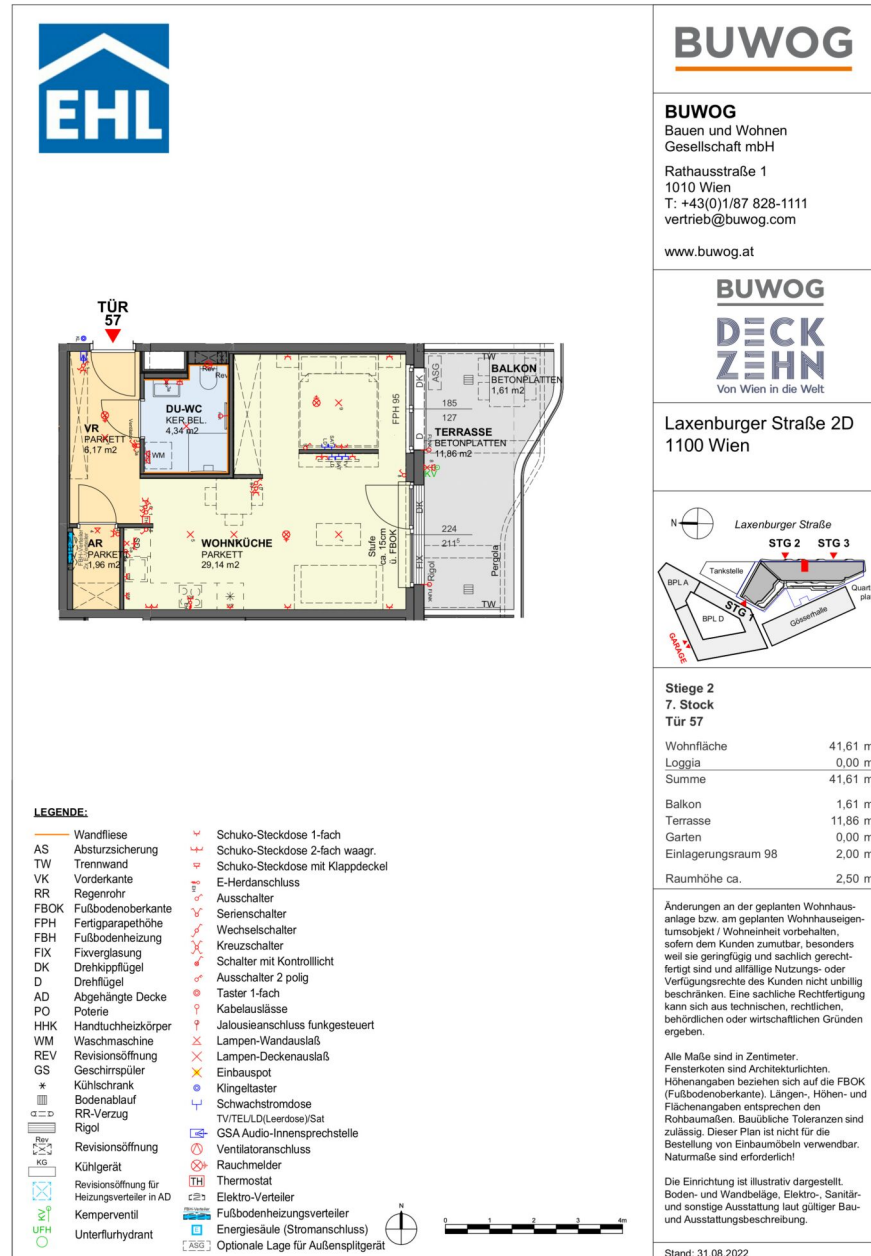 EHL
TÜR
57
VR
PARKETT
6,17 m2
DU-WC
KER.BEL.
4,34 m2
WM
Rev
Rev
AR
PARKETT
1,96 m2
GS
WOHNKÜCHE
PARKETT
29,14 m2
FPH 95
Stufe
ca. 15cm
ü. FBOK
DK
D
DK
FIX
ASG
TW
BALKON
BETONPLATTEN
1,61 m2
185
127
TERRASSE
BETONPLATTEN
11,86 m2
KV
224
211⁵
Rigol
Pergola
TW
BUWOG
BUWOG
Bauen und Wohnen
Gesellschaft mbH
Rathausstraße 1
1010 Wien
T: +43(0)1/87 828-1111
vertrieb@buwog.com
www.buwog.at
BUWOG
DECK
ZEHN
Von Wien in die Welt
Laxenburger Straße 2D
1100 Wien
N
Laxenburger Straße
STG 2 STG 3
Tankstelle
BPL A
BPL D
STG 1
Gösserhalle
GARAGE
Stiege 2
7. Stock
Tür 57
Wohnfläche 41,61 m
Loggia 0,00 m
Summe 41,61 m
Balkon 1,61 m
Terrasse 11,86 m
Garten 0,00 m
Einlagerungsraum 98 2,00 m
Raumhöhe ca. 2,50 m
Änderungen an der geplanten Wohnhaus-
anlage bzw. am geplanten Wohnhauseigen-
tumsobjekt / Wohneinheit vorbehalten,
sofern dem Kunden zumutbar, besonders
weil sie geringfügig und sachlich gerecht-
fertigt sind und allfällige Nutzungs- oder
Verfügungsrechte des Kunden nicht unbillig
beschränken. Eine sachliche Rechtfertigung
kann sich aus technischen, rechtlichen,
behördlichen oder wirtschaftlichen Gründen
ergeben.
Alle Maße sind in Zentimeter.
Fensterkoten sind Architekturlichten.
Höhenangaben beziehen sich auf die FBOK
(Fußbodenoberkante). Längen-, Höhen- und
Flächenangaben entsprechen den
Rohbaumaßen. Bauübliche Toleranzen sind
zulässig. Dieser Plan ist nicht für die
Bestellung von Einbaumöbeln verwendbar.
Naturmaße sind erforderlich!
Die Einrichtung ist illustrativ dargestellt.
Boden- und Wandbeläge, Elektro-, Sanitär-
und sonstige Ausstattung laut gültiger Bau-
und Ausstattungsbeschreibung.
Stand: 31.08.2022
LEGENDE:
Wandfliese
AS Absturzsicherung
TW Trennwand
VK Vorderkante
RR Regenrohr
FBOK Fußbodenoberkante
FPH Fertigparapethöhe
FBH Fußbodenheizung
FIX Fixverglasung
DK Drehkippflügel
D Drehflügel
AD Abgehängte Decke
PO Poterie
HHK Handtuchheizkörper
WM Waschmaschine
REV Revisionsöffnung
GS Geschirrspüler
* Kühlschrank
Bodenablauf
RR-Verzug
Rigol
Rev Revisionsöffnung
KG Kühlgerät
Revisionsöffnung für
Heizungsverteiler in AD
KV Kemperventil
UFH Unterflurhydrant
Schuko-Steckdose 1-fach
Schuko-Steckdose 2-fach waagr.
Schuko-Steckdose mit Klappdeckel
E-Herdanschluss
Ausschalter
Serienschalter
Wechselschalter
Kreuzschalter
Schalter mit Kontrolllicht
Ausschalter 2 polig
Taster 1-fach
Kabelauslässe
Jalousieanschluss funkgesteuert
Lampen-Wandauslaß
Lampen-Deckenauslaß
Einbauspot
Klingeltaster
Schwachstromdose
TV/TEL/LD(Leerdose)/Sat
GSA Audio-Innensprechstelle
Ventilatoranschluss
Rauchmelder
TH Thermostat
Elektro-Verteiler
Fußbodenheizungsverteiler
Energiesäule (Stromanschluss)
ASG Optionale Lage für Außensplitgerät
N
0 1 2 3 4m